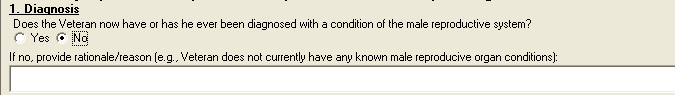 1. Diagnosis
Does the Veteran now have or has he ever been diagnosed with a condition of the male reproductive system?
Yes No
If no, provide rationale/reason (e.g., Veteran does not currently have any known male reproducive organ conditions):